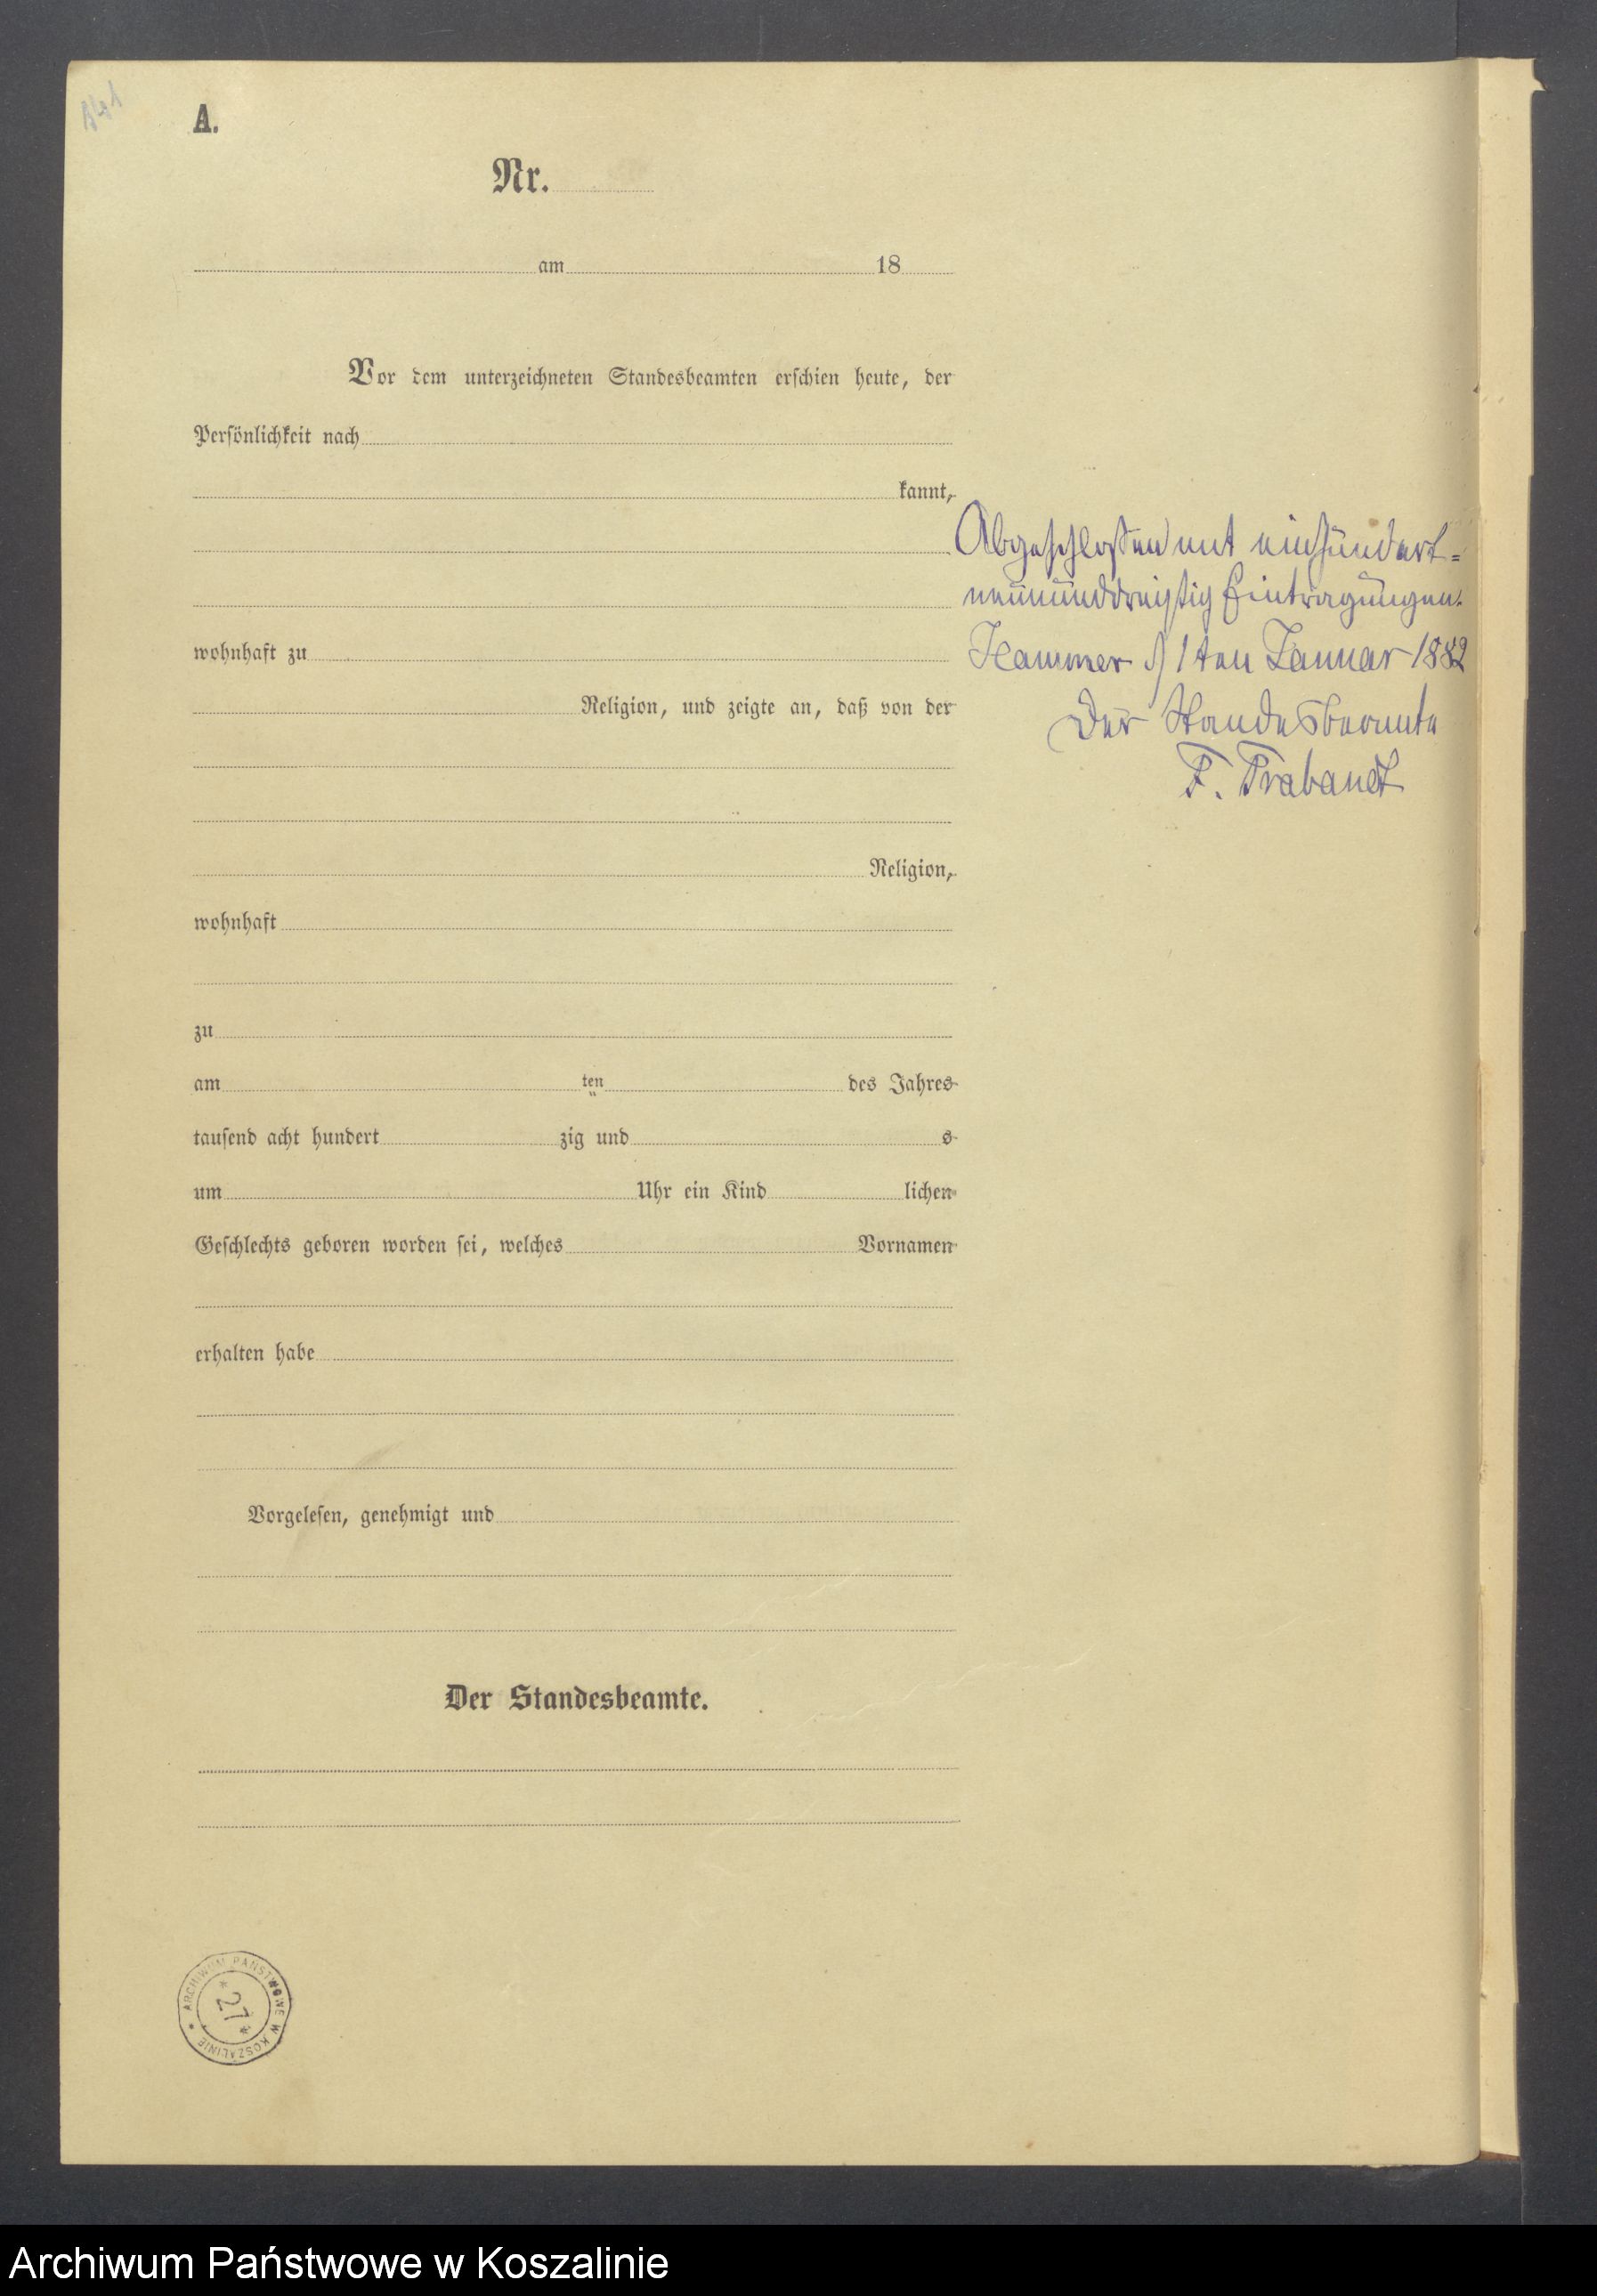 A.
Nr.
am 18
Vor dem unterzeichneten Standesbeamten erschien heute, der
Persönlichkeit nach
kannt,
wohnhaft zu
Religion, und zeigte an, daß von der
Religion,
wohnhaft
zu
am ten des Jahres
tausend acht hundert zig und s
um Uhr ein Kind lichen
Geschlechts geboren worden sei, welches Vornamen
erhalten habe
Vorgelesen, genehmigt und
Der Standesbeamte.
Abgeschlossen mit einhundert=
neununddreißig Eintragungen.
Hammer d 1ten Januar 1882
Der Standesbeamte
F. Trabandt
ARCHIWUM PAŃSTWOWE W KOSZALINIE
* 27 *
Archiwum Państwowe w Koszalinie